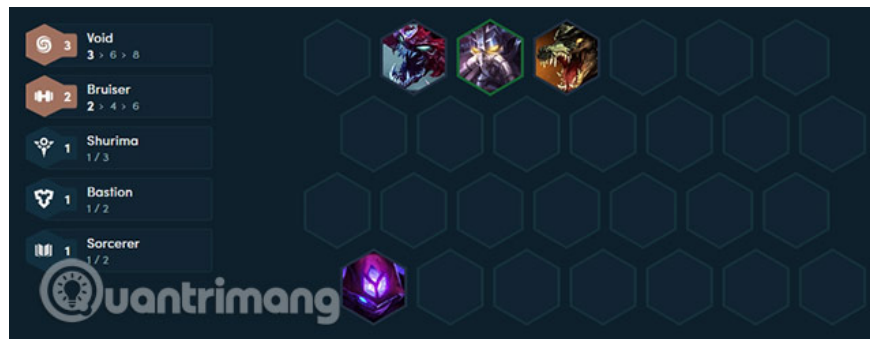 3 Void
3 > 6 > 8
2 Bruiser
2 > 4 > 6
1 Shurima
1 / 3
1 Bastion
1 / 2
1 Sorcerer
1 / 2
Quantrimang